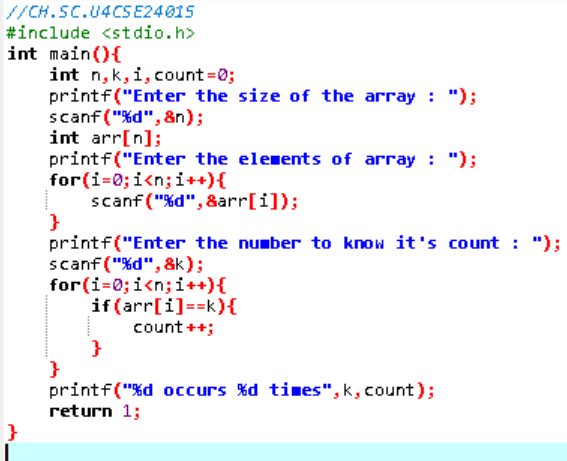 //CH.SC.U4CSE24015
#include <stdio.h>
int main(){
    int n,k,i,count=0;
    printf("Enter the size of the array : ");
    scanf("%d",&n);
    int arr[n];
    printf("Enter the elements of array : ");
    for(i=0;i<n;i++){
        scanf("%d",&arr[i]);
    }
    printf("Enter the number to know it's count : ");
    scanf("%d",&k);
    for(i=0;i<n;i++){
        if(arr[i]==k){
            count++;
        }
    }
    printf("%d occurs %d times",k,count);
    return 1;
}